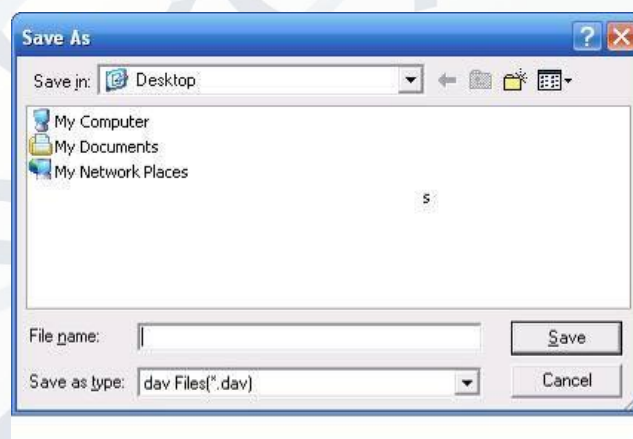 Save As
Save in: Desktop
My Computer
My Documents
My Network Places
s
File name:
Save
Save as type: dav Files(*.dav)
Cancel